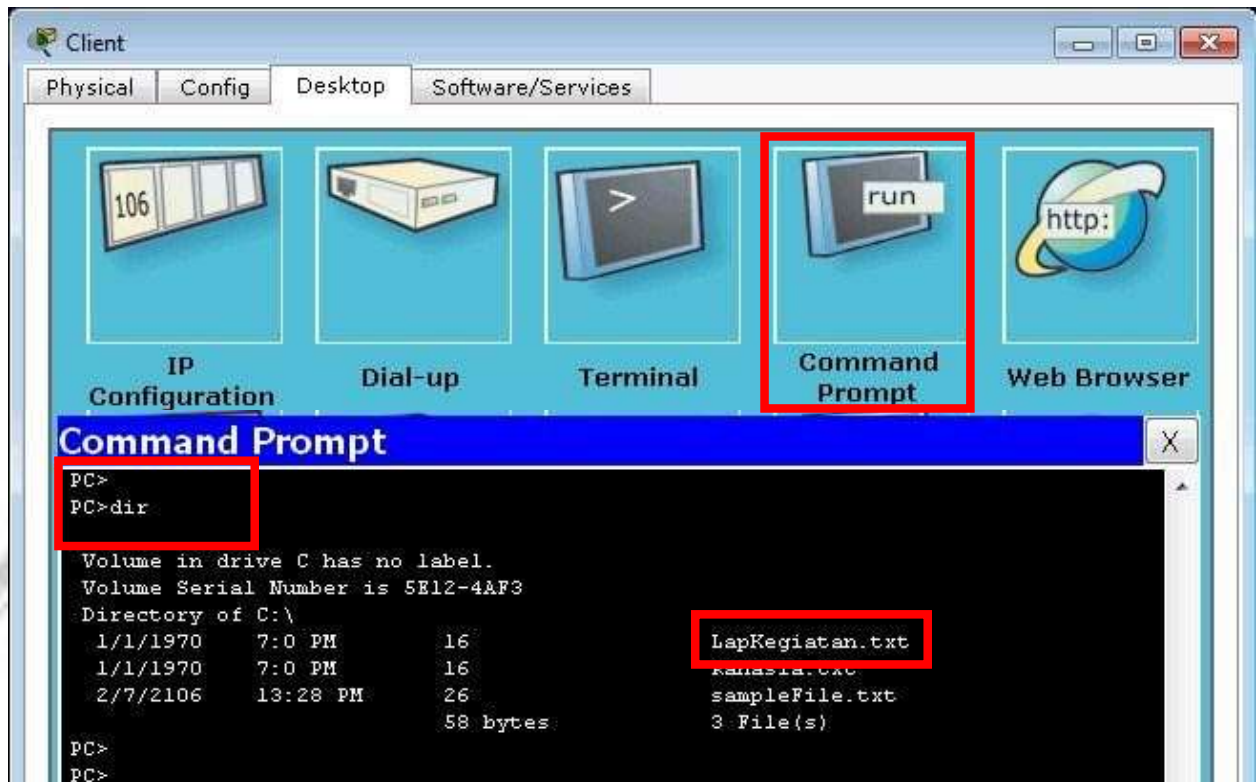 Client
Physical Config Desktop Software/Services
106
>
run
http:
IP Configuration
Dial-up
Terminal
Command Prompt
Web Browser
Command Prompt X
PC>
PC>dir
Volume in drive C has no label.
Volume Serial Number is 5E12-4AF3
Directory of C:\
1/1/1970 7:0 PM 16 LapKegiatan.txt
1/1/1970 7:0 PM 16
2/7/2106 13:28 PM 26 sampleFile.txt
58 bytes 3 File(s)
PC>
PC>